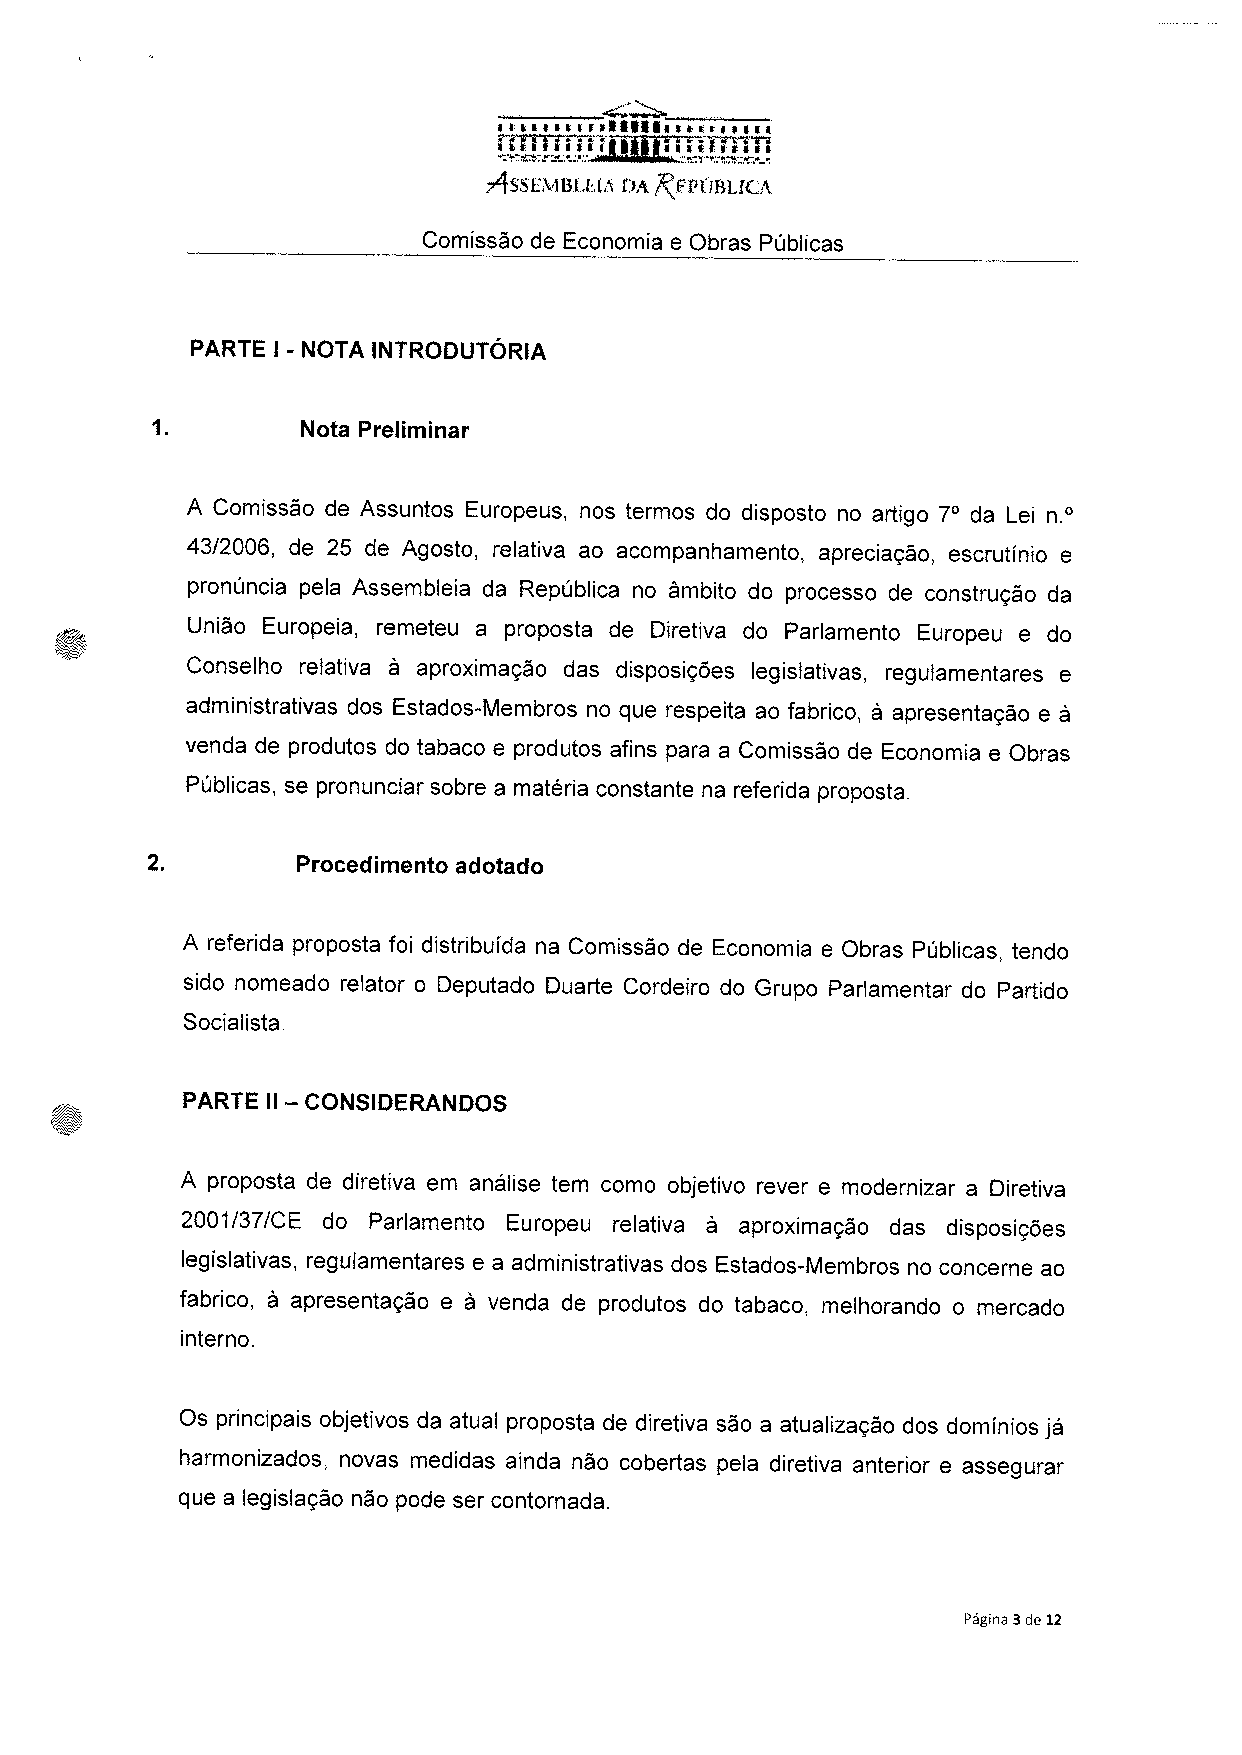 ASSEMBLEIA DA REPÚBLICA
Comissão de Economia e Obras Públicas
PARTE I - NOTA INTRODUTÓRIA
1. Nota Preliminar
A Comissão de Assuntos Europeus, nos termos do disposto no artigo 7º da Lei n.º
43/2006, de 25 de Agosto, relativa ao acompanhamento, apreciação, escrutínio e
pronúncia pela Assembleia da República no âmbito do processo de construção da
União Europeia, remeteu a proposta de Diretiva do Parlamento Europeu e do
Conselho relativa à aproximação das disposições legislativas, regulamentares e
administrativas dos Estados-Membros no que respeita ao fabrico, à apresentação e à
venda de produtos do tabaco e produtos afins para a Comissão de Economia e Obras
Públicas, se pronunciar sobre a matéria constante na referida proposta.
2. Procedimento adotado
A referida proposta foi distribuída na Comissão de Economia e Obras Públicas, tendo
sido nomeado relator o Deputado Duarte Cordeiro do Grupo Parlamentar do Partido
Socialista.
PARTE II – CONSIDERANDOS
A proposta de diretiva em análise tem como objetivo rever e modernizar a Diretiva
2001/37/CE do Parlamento Europeu relativa à aproximação das disposições
legislativas, regulamentares e a administrativas dos Estados-Membros no concerne ao
fabrico, à apresentação e à venda de produtos do tabaco, melhorando o mercado
interno.
Os principais objetivos da atual proposta de diretiva são a atualização dos domínios já
harmonizados, novas medidas ainda não cobertas pela diretiva anterior e assegurar
que a legislação não pode ser contornada.
Página 3 de 12